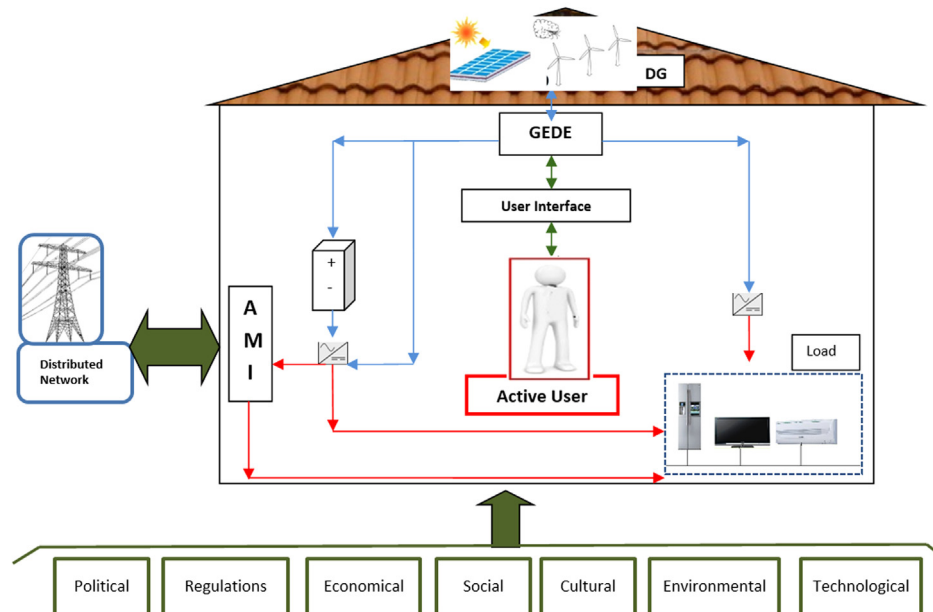 DG
GEDE
User Interface
+
-
A
M
I
Distributed
Network
Load
Active User
Political
Regulations
Economical
Social
Cultural
Environmental
Technological